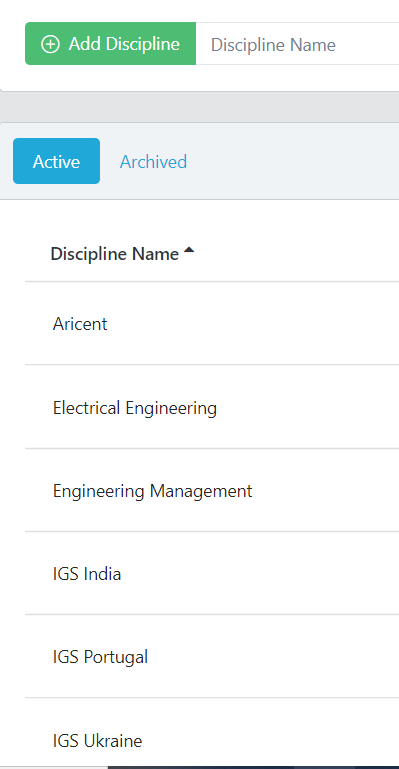 Add Discipline Discipline Name
Active Archived
Discipline Name
Aricent
Electrical Engineering
Engineering Management
IGS India
IGS Portugal
IGS Ukraine